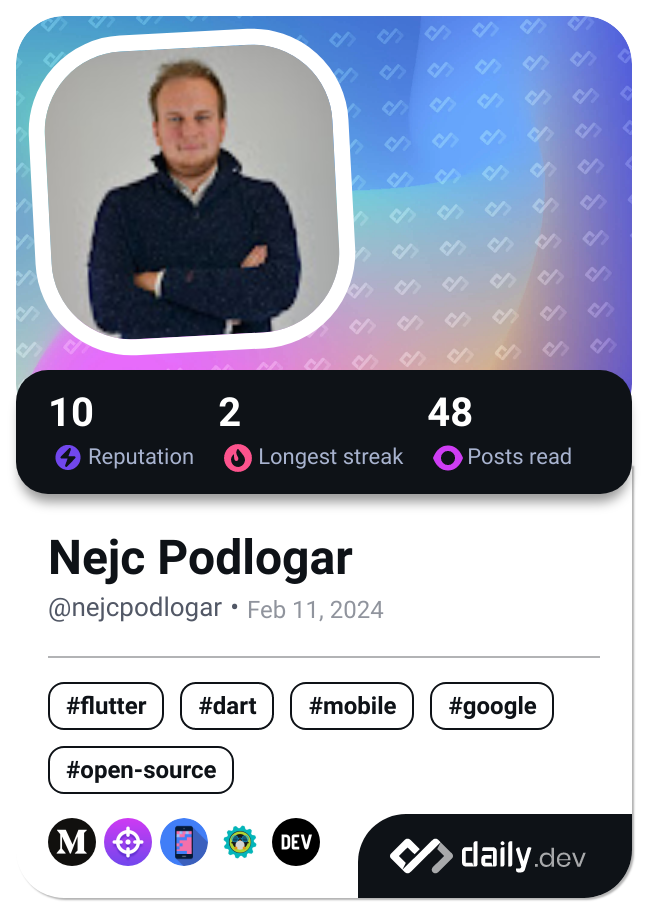 10 2 48
Reputation Longest streak Posts read
Nejc Podlogar
@nejcpodlogar • Feb 11, 2024
#flutter #dart #mobile #google
#open-source
M DEV
daily.dev